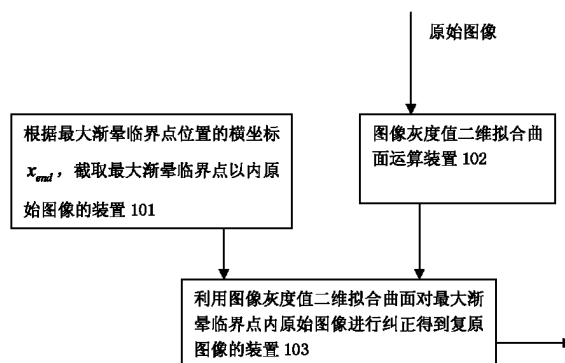 原始图像
根据最大渐晕临界点位置的横坐标
x_end，截取最大渐晕临界点以内原
始图像的装置 101
图像灰度值二维拟合曲
面运算装置 102
利用图像灰度值二维拟合曲面对最大渐
晕临界点内原始图像进行纠正得到复原
图像的装置 103